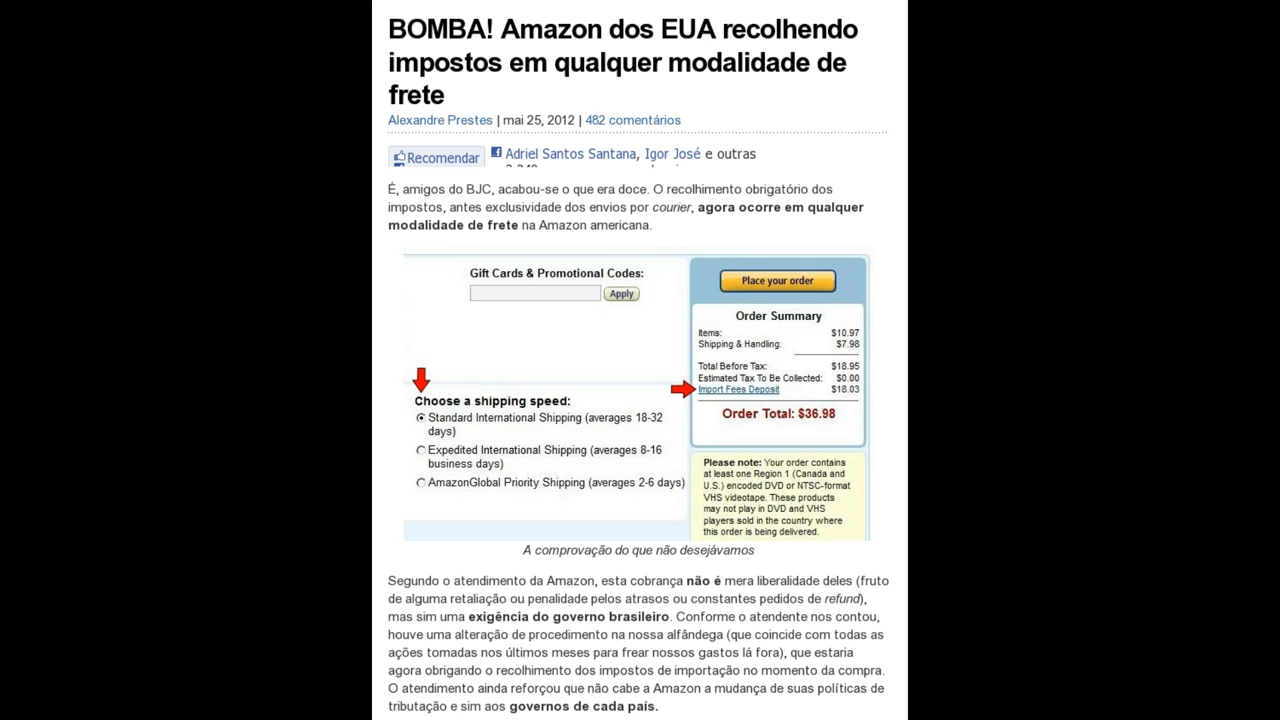 BOMBA! Amazon dos EUA recolhendo
impostos em qualquer modalidade de
frete
Alexandre Prestes | mai 25, 2012 | 482 comentários
Recomendar
Adriel Santos Santana, Igor José e outras
É, amigos do BJC, acabou-se o que era doce. O recolhimento obrigatório dos
impostos, antes exclusividade dos envios por courier, agora ocorre em qualquer
modalidade de frete na Amazon americana.
Gift Cards & Promotional Codes:
Apply
Choose a shipping speed:
Standard International Shipping (averages 18-32
days)
Expedited International Shipping (averages 8-16
business days)
AmazonGlobal Priority Shipping (averages 2-6 days)
Place your order
Order Summary
Items: $10.97
Shipping & Handling: $7.98
Total Before Tax: $18.95
Estimated Tax To Be Collected: $0.00
Import Fees Deposit $18.03
Order Total: $36.98
Please note: Your order contains
at least one Region 1 (Canada and
U.S.) encoded DVD or NTSC-format
VHS videotape. These products
may not play in DVD and VHS
players sold in the country where
this order is being delivered.
A comprovação do que não desejávamos
Segundo o atendimento da Amazon, esta cobrança não é mera liberalidade deles (fruto
de alguma retaliação ou penalidade pelos atrasos ou constantes pedidos de refund),
mas sim uma exigência do governo brasileiro. Conforme o atendente nos contou,
houve uma alteração de procedimento na nossa alfândega (que coincide com todas as
ações tomadas nos últimos meses para frear nossos gastos lá fora), que estaria
agora obrigando o recolhimento dos impostos de importação no momento da compra.
O atendimento ainda reforçou que não cabe a Amazon a mudança de suas políticas de
tributação e sim aos governos de cada país.